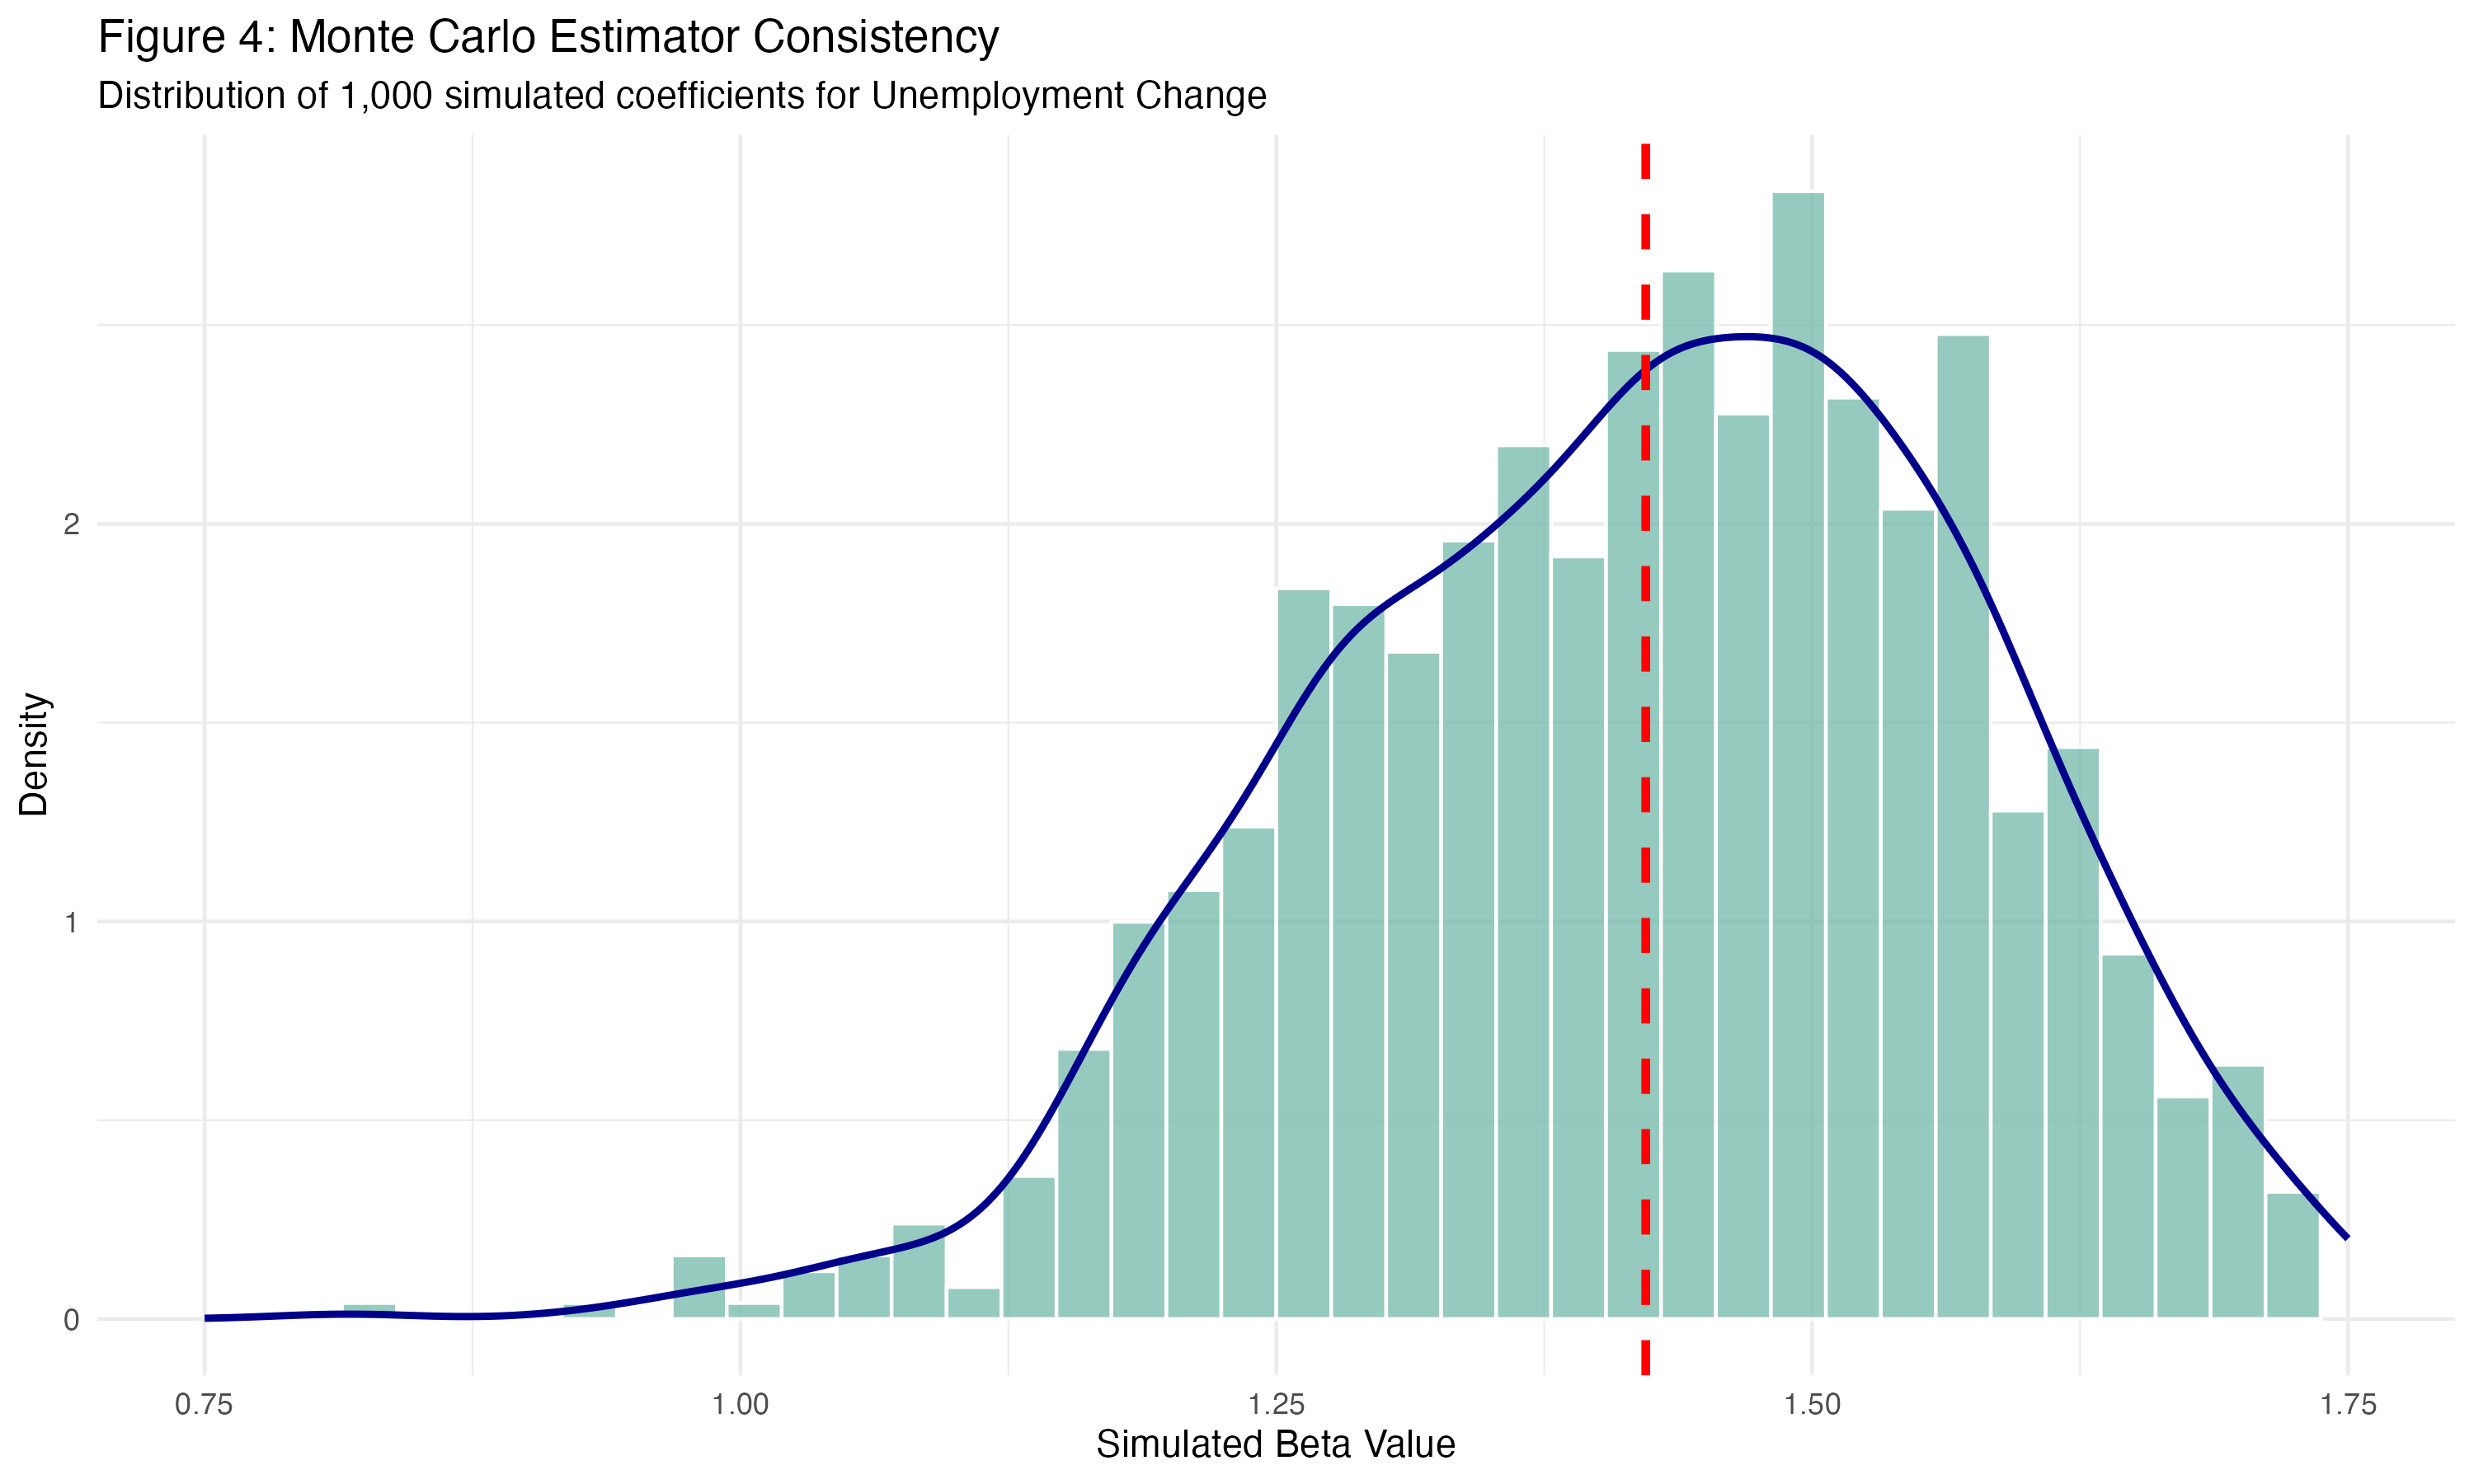 Figure 4: Monte Carlo Estimator Consistency
Distribution of 1,000 simulated coefficients for Unemployment Change
Density
2
1
0
0.75 1.00 1.25 1.50 1.75
Simulated Beta Value